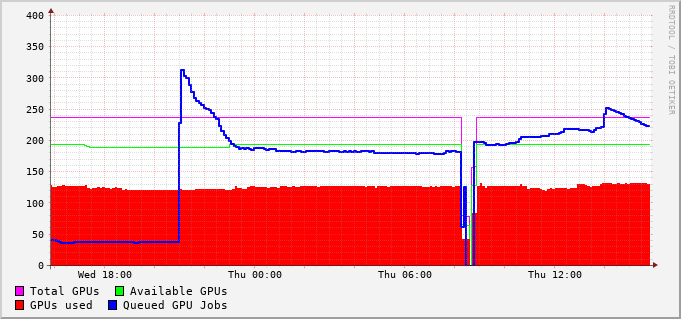 400
350
300
250
200
150
100
50
0
Wed 18:00 Thu 00:00 Thu 06:00 Thu 12:00
Total GPUs Available GPUs
GPUs used Queued GPU Jobs
RRDTOOL / TOBI OETIKER